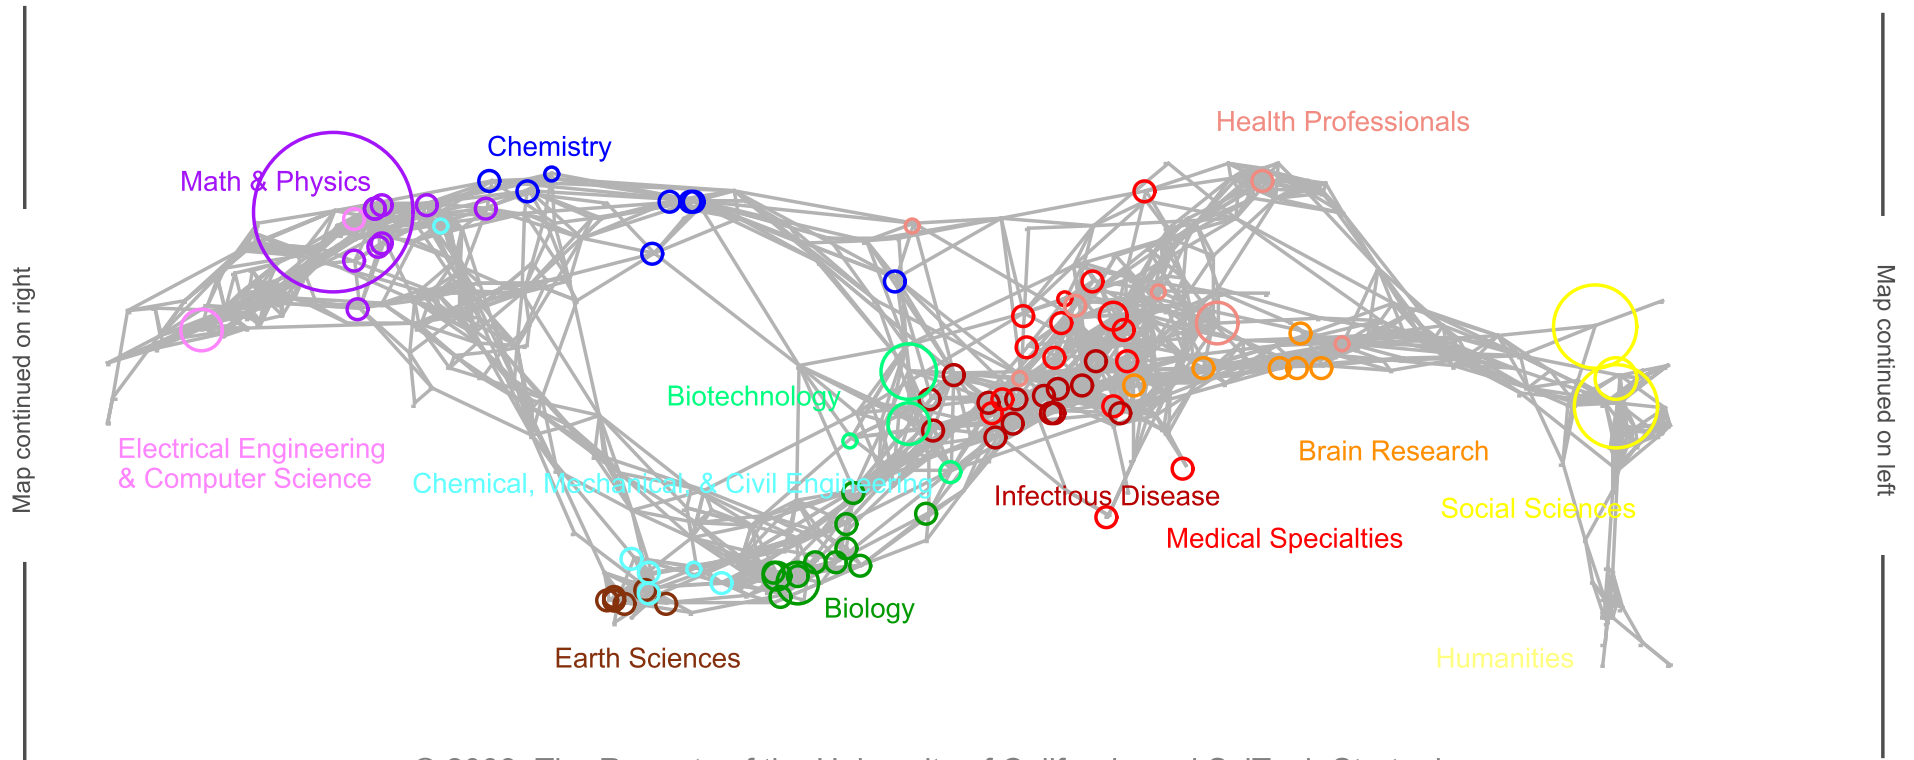 Health Professionals
Chemistry
Math & Physics
Map continued on right
Map continued on left
Biotechnology
Electrical Engineering
& Computer Science
Brain Research
Chemical, Mechanical, & Civil Engineering
Infectious Disease
Social Sciences
Medical Specialties
Biology
Earth Sciences
Humanities